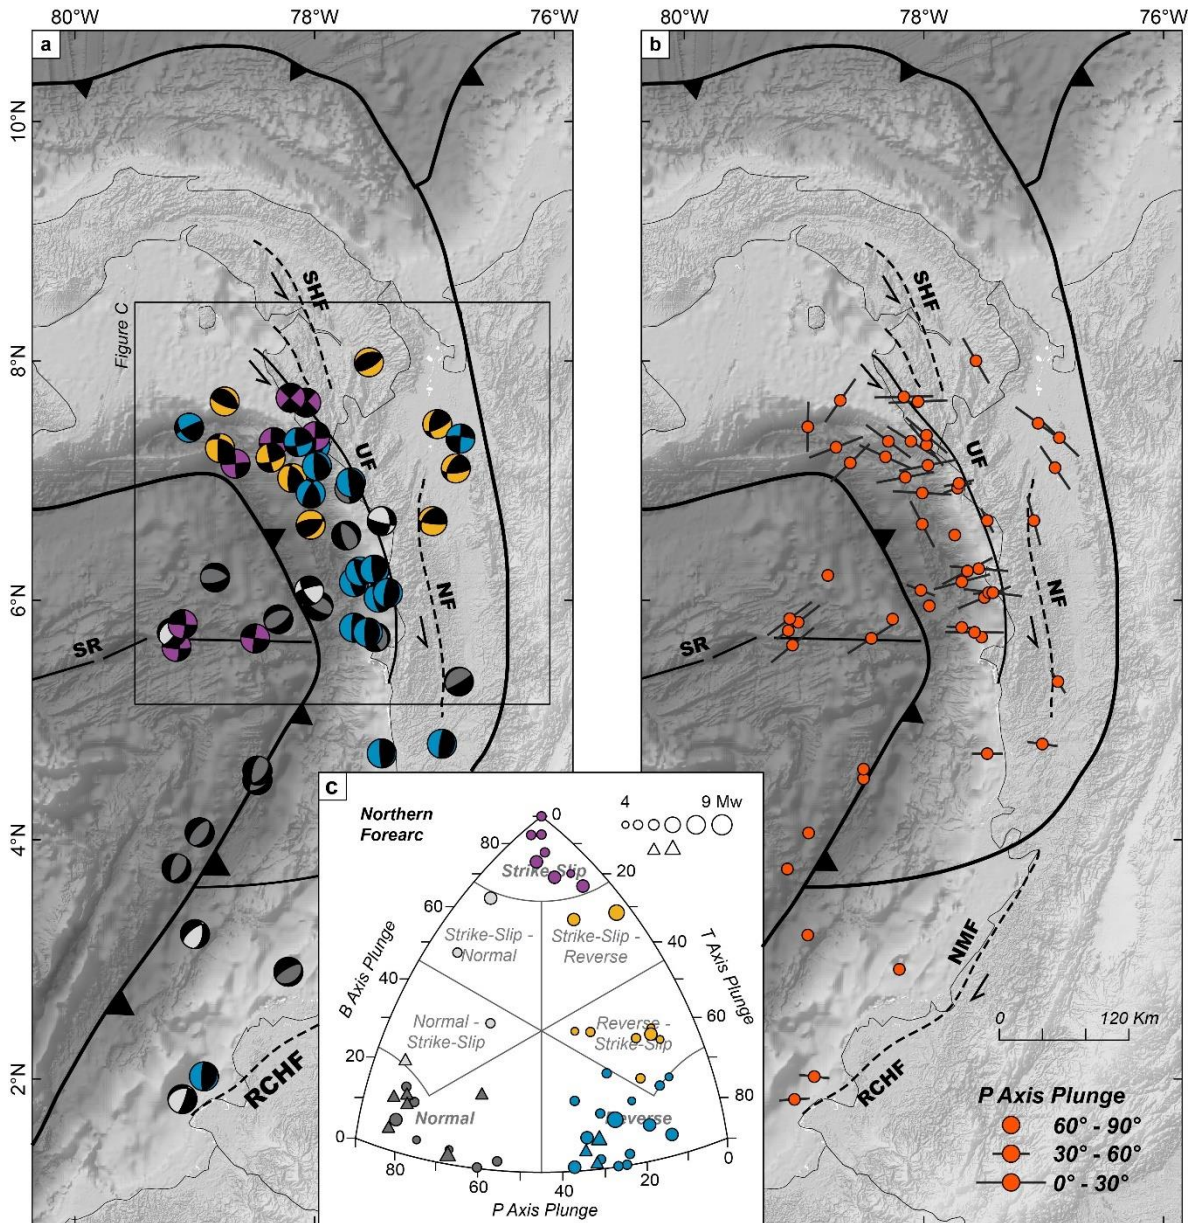 80°W
78°W
76°W
80°W
78°W
76°W
a
b
10°N
8°N
6°N
4°N
2°N
SHF
Figure C
UF
NF
SR
RCHF
SHF
UF
NF
SR
NMF
RCHF
0 120 Km
P Axis Plunge
60° - 90°
30° - 60°
0° - 30°
c
Northern
Forearc
4 9 Mw
0
80
20
60
40
40
60
20
80
0
0
80
60
40
20
B Axis Plunge
T Axis Plunge
P Axis Plunge
Strike-Slip
Strike-Slip -
Normal
Strike-Slip -
Reverse
Normal -
Strike-Slip
Reverse -
Strike-Slip
Normal
Reverse